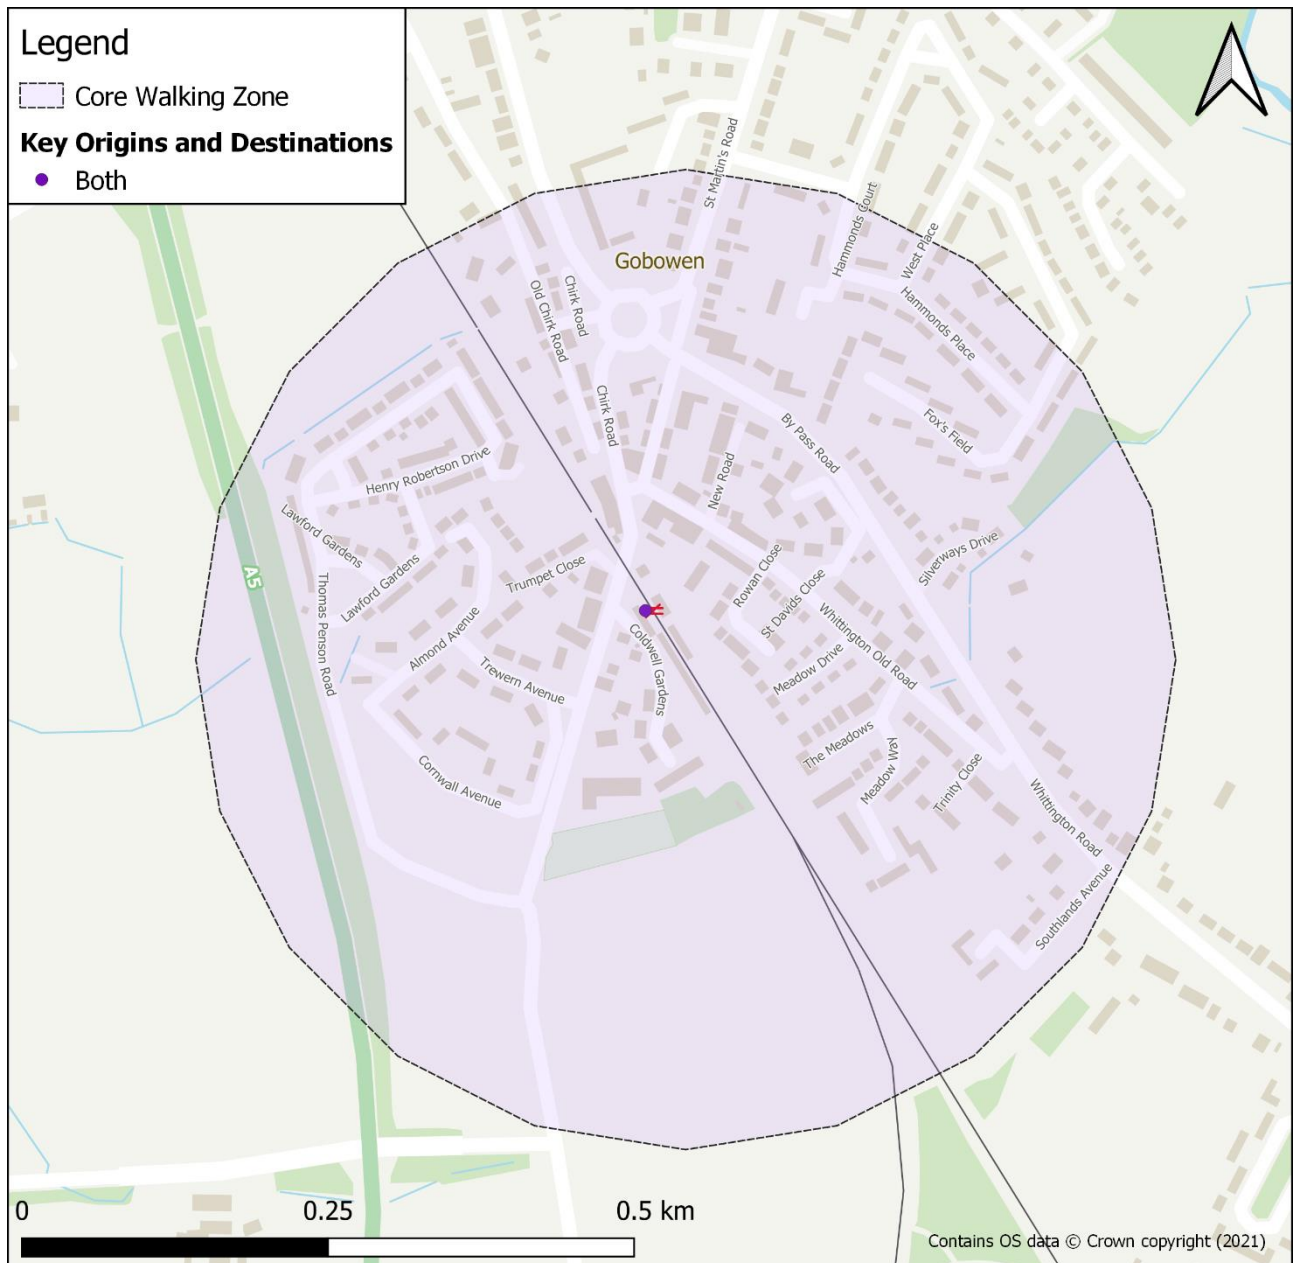 Legend
Core Walking Zone
Key Origins and Destinations
Both
St Martin's Road
Gobowen
Hammonds Court
West Place
Hammonds Place
Old Chirk Road
Chirk Road
Chirk Road
Fox's Field
By Pass Road
New Road
Henry Robertson Drive
Lawford Gardens
Lawford Gardens
A5
Thomas Penson Road
Trumpet Close
Almond Avenue
Trewern Avenue
Cornwall Avenue
Coldwell Gardens
Rowan Close
St Davids Close
Silverways Drive
Whittington Old Road
Meadow Drive
The Meadows
Meadow Way
Trinity Close
Whittington Road
Southlands Avenue
0 0.25 0.5 km
Contains OS data © Crown copyright (2021)